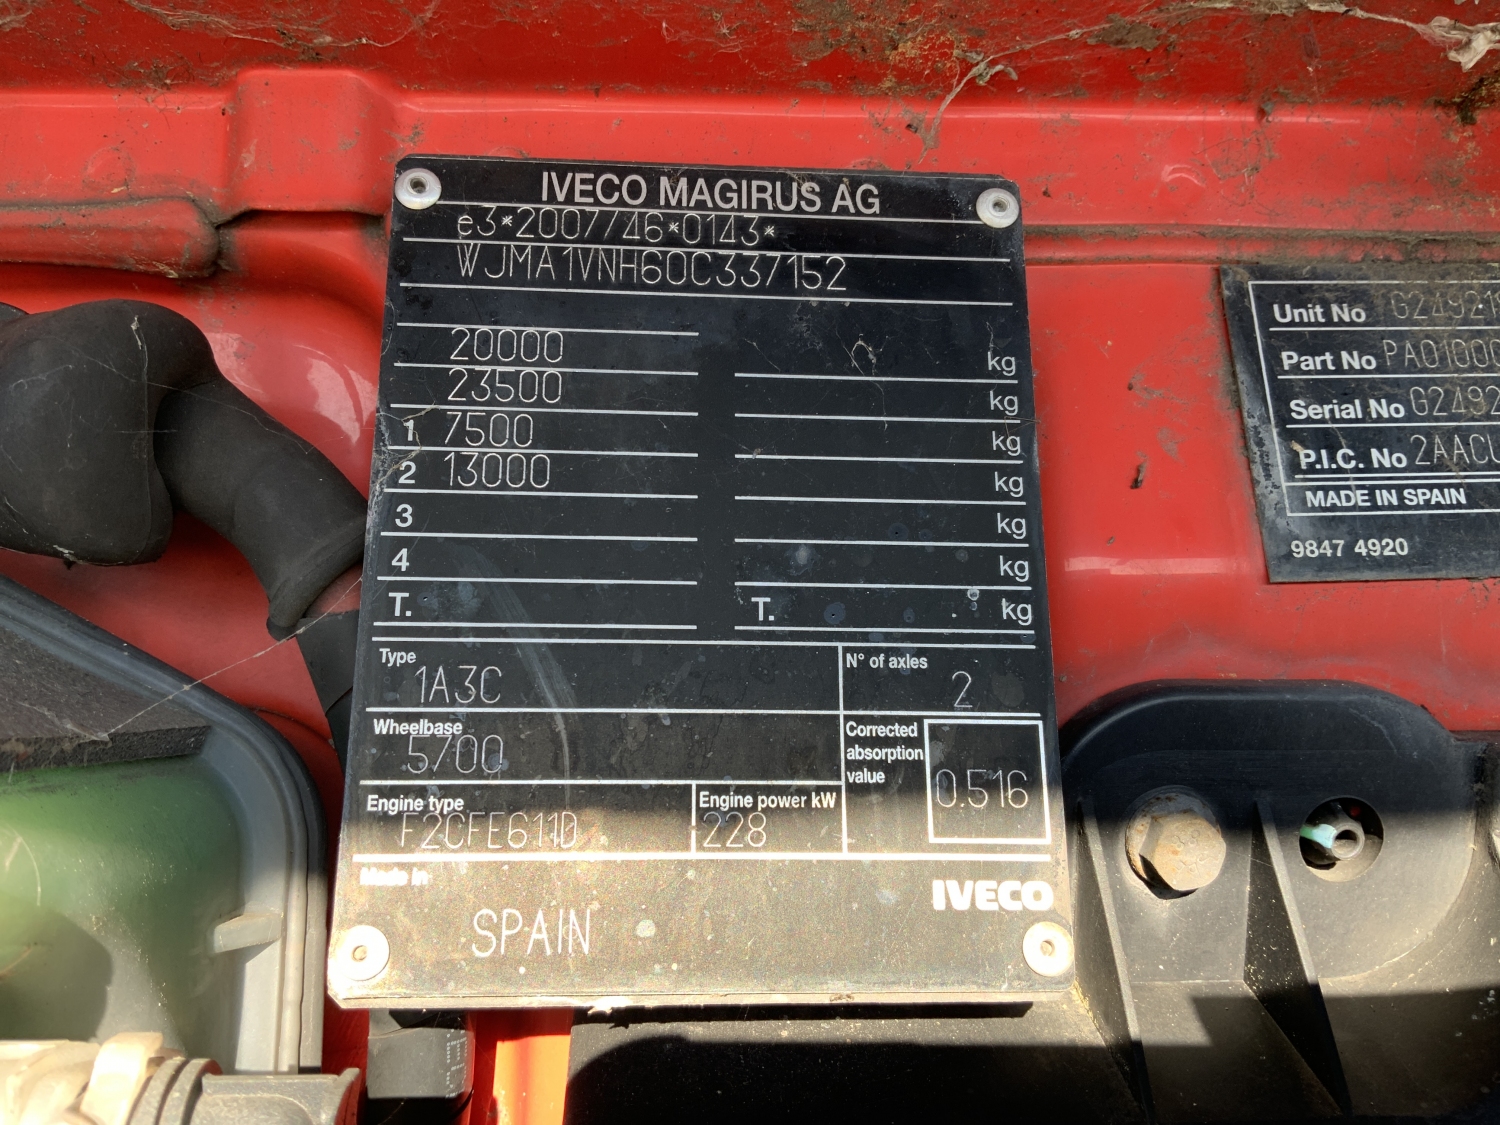 IVECO MAGIRUS AG
e3*2007/46*0143*
WJMA1VNH60C337152
20000 kg
23500 kg
1 7500 kg
2 13000 kg
3 kg
4 kg
T. T. kg
Type
1A3C
N° of axles
2
Wheelbase
5700
Corrected
absorption
value
0.516
Engine type
F2CFE611D
Engine power kW
228
Made in
SPAIN
IVECO
Unit No
Part No
Serial No
P.I.C. No
MADE IN SPAIN
9847 4920